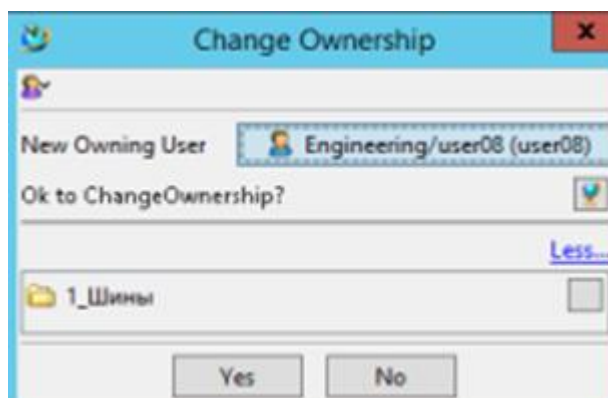 Change Ownership
x
New Owning User Engineering/user08 (user08)
Ok to ChangeOwnership?
Less...
1_Шины
Yes No